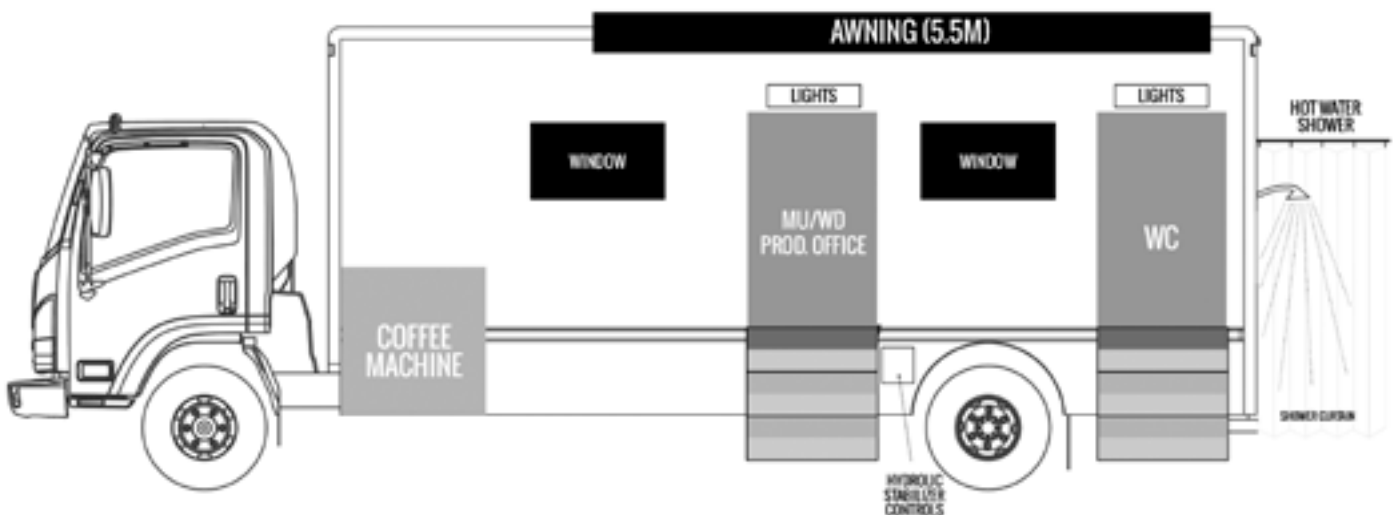 AWNING (5.5M)
LIGHTS
LIGHTS
HOT WATER
SHOWER
WINDOW
WINDOW
MU/WD
PROD. OFFICE
WC
COFFEE
MACHINE
SHOWER CURTAIN
HYDROLIC
STABILIZER
CONTROLS